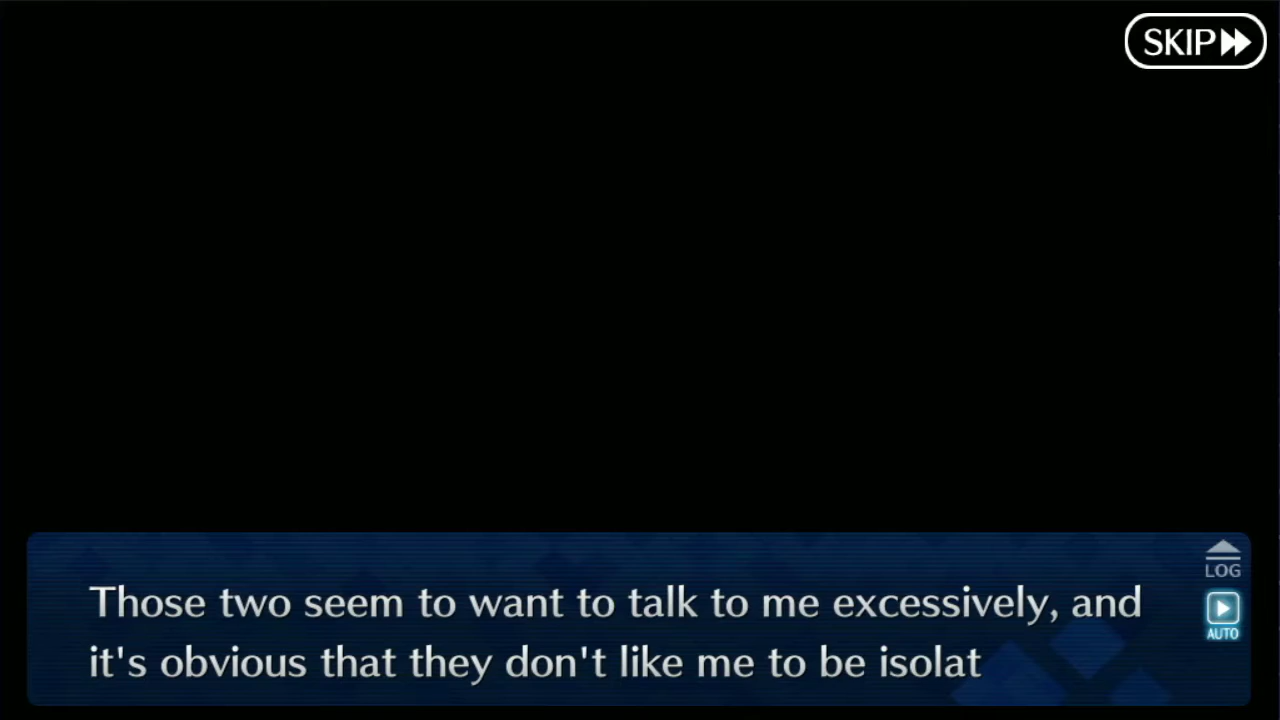 SKIP
LOG
AUTO
Those two seem to want to talk to me excessively, and
it's obvious that they don't like me to be isolat